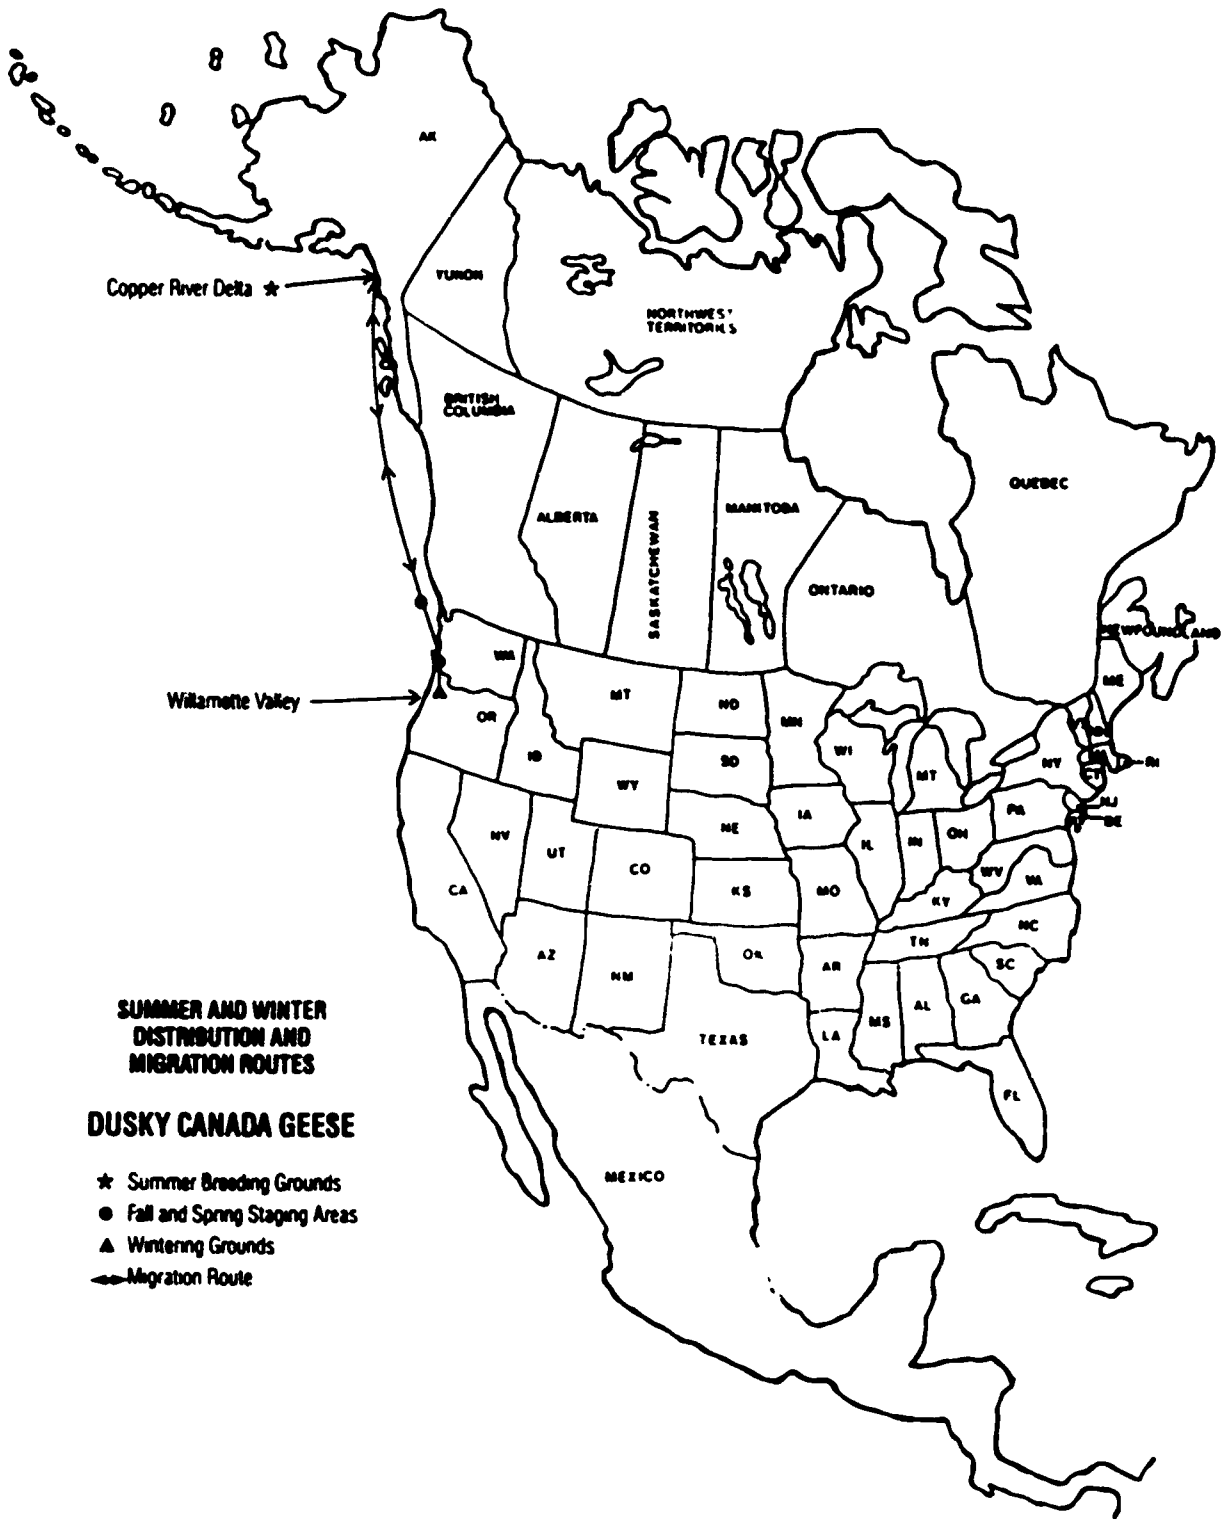 AK
YUKON
Copper River Delta ★
NORTHWEST
TERRITORIES
BRITISH
COLUMBIA
QUEBEC
ALBERTA
SASKATCHEWAN
MANITOBA
ONTARIO
NEWFOUNDLAND
WA
ME
MT
Willamette Valley
ND
OR
MN
WI
ID
SD
NY
RI
WY
MT
CT
NJ
IA
PA
DE
NE
NV
OH
IL
IN
UT
CO
WV
KS
MO
VA
CA
KY
NC
TN
AZ
OK
SC
AR
NM
GA
AL
SUMMER AND WINTER
DISTRIBUTION AND
MIGRATION ROUTES
MS
LA
TEXAS
FL
DUSKY CANADA GEESE
MEXICO
★ Summer Breeding Grounds
● Fall and Spring Staging Areas
▲ Wintering Grounds
Migration Route